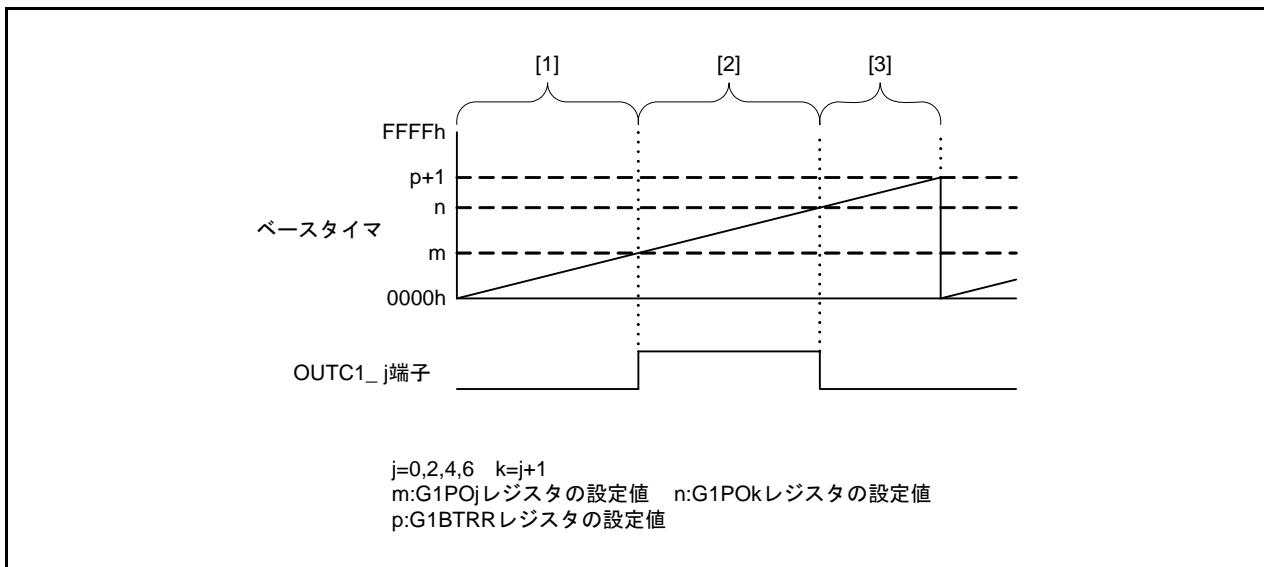 [1] [2] [3]
FFFFh
p+1
n
ベースタイマ
m
0000h
OUTC1_ j端子
j=0,2,4,6 k=j+1
m:G1POjレジスタの設定値 n:G1POkレジスタの設定値
p:G1BTRRレジスタの設定値